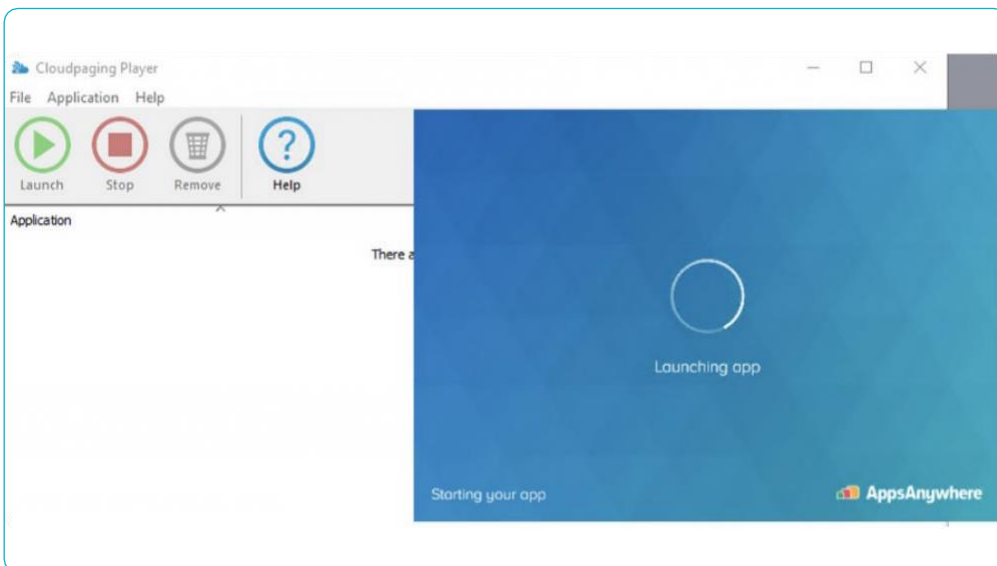 Cloudpaging Player
File Application Help
Launch Stop Remove Help
Application
There a
Launching app
Starting your app
AppsAnywhere